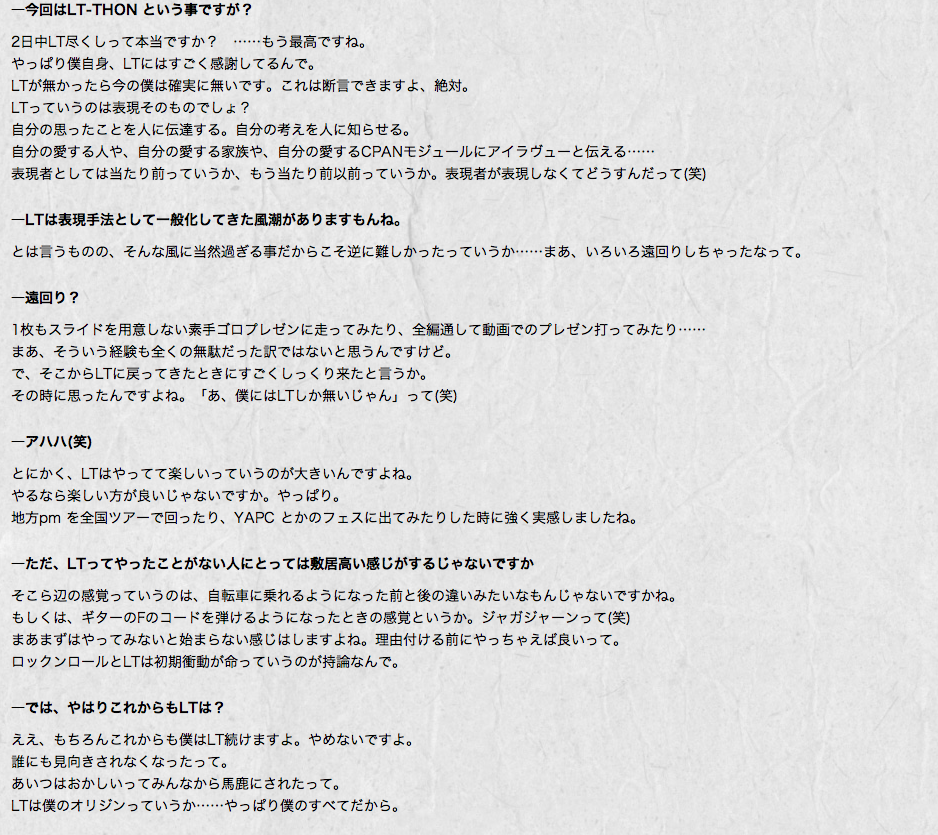 ―今回はLT-THON という事ですが？
2日中LT尽くしって本当ですか？　……もう最高ですね。
やっぱり僕自身、LTにはすごく感謝してるんで。
LTが無かったら今の僕は確実に無いです。これは断言できますよ、絶対。
LTっていうのは表現そのものでしょ？
自分の思ったことを人に伝達する。自分の考えを人に知らせる。
自分の愛する人や、自分の愛する家族や、自分の愛するCPANモジュールにアイラヴューと伝える……
表現者としては当たり前っていうか、もう当たり前以前っていうか。表現者が表現しなくてどうすんだって(笑)
―LTは表現手法として一般化してきた風潮がありますもんね。
とは言うものの、そんな風に当然過ぎる事だからこそ逆に難しかったっていうか……まあ、いろいろ遠回りしちゃったなって。
―遠回り？
1枚もスライドを用意しない素手ゴロプレゼンに走ってみたり、全編通して動画でのプレゼン打ってみたり……
まあ、そういう経験も全くの無駄だった訳ではないと思うんですけど。
で、そこからLTに戻ってきたときにすごくしっくり来たと言うか。
その時に思ったんですよね。「あ、僕にはLTしか無いじゃん」って(笑)
―アハハ(笑)
とにかく、LTはやってて楽しいっていうのが大きいんですよね。
やるなら楽しい方が良いじゃないですか。やっぱり。
地方pm を全国ツアーで回ったり、YAPC とかのフェスに出てみたりした時に強く実感しましたね。
―ただ、LTってやったことがない人にとっては敷居高い感じがするじゃないですか
そこら辺の感覚っていうのは、自転車に乗れるようになった前と後の違いみたいなもんじゃないですかね。
もしくは、ギターのFのコードを弾けるようになったときの感覚というか。ジャガジャーンって(笑)
まあまずはやってみないと始まらない感じはしますよね。理由付ける前にやっちゃえば良いって。
ロックンロールとLTは初期衝動が命っていうのが持論なんで。
―では、やはりこれからもLTは？
ええ、もちろんこれからも僕はLT続けますよ。やめないですよ。
誰にも見向きされなくなったって。
あいつはおかしいってみんなから馬鹿にされたって。
LTは僕のオリジンっていうか……やっぱり僕のすべてだから。